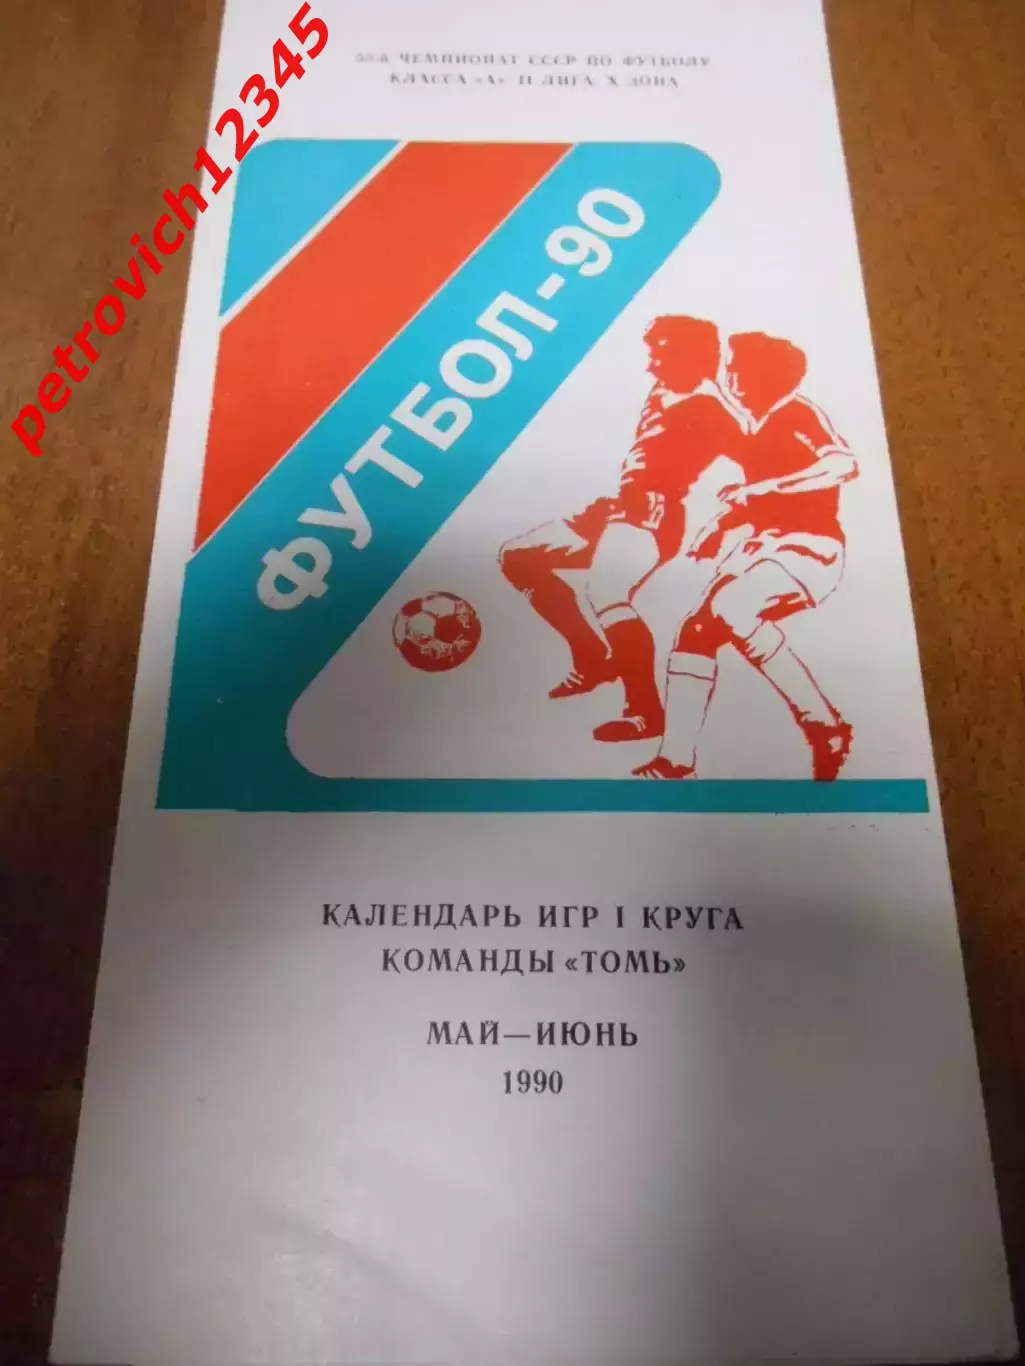 53-й ЧЕМПИОНАТ СССР ПО ФУТБОЛУ
КЛАССА «А» II ЛИГА X ЗОНА
petrovich12345
ФУТБОЛ-90
КАЛЕНДАРЬ ИГР I КРУГА
КОМАНДЫ «ТОМЬ»
МАЙ—ИЮНЬ
1990